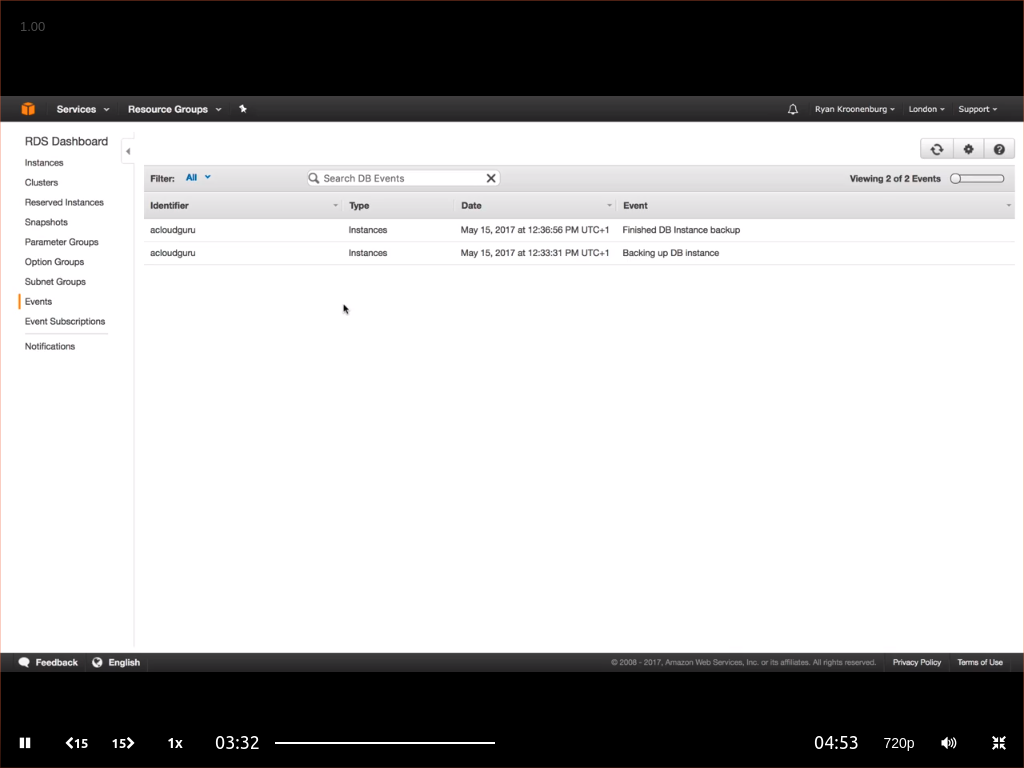 1.00
Services Resource Groups Ryan Kroonenburg London Support
RDS Dashboard
Instances
Clusters
Reserved Instances
Snapshots
Parameter Groups
Option Groups
Subnet Groups
Events
Event Subscriptions
Notifications
Filter: All Search DB Events Viewing 2 of 2 Events
Identifier Type Date Event
acloudguru Instances May 15, 2017 at 12:36:56 PM UTC+1 Finished DB Instance backup
acloudguru Instances May 15, 2017 at 12:33:31 PM UTC+1 Backing up DB instance
Feedback English © 2008 - 2017, Amazon Web Services, Inc. or its affiliates. All rights reserved. Privacy Policy Terms of Use
15 15 1x 03:32 04:53 720p